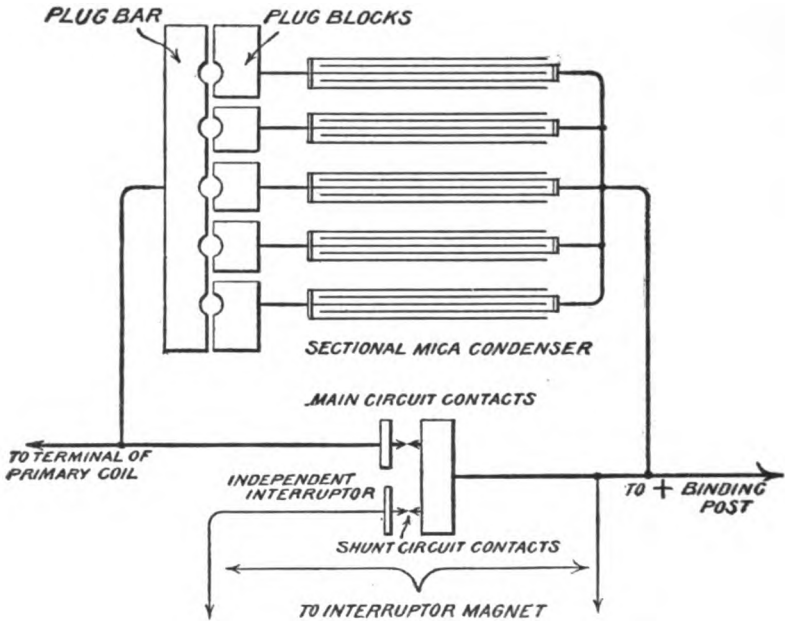 PLUG BAR
PLUG BLOCKS
SECTIONAL MICA CONDENSER
MAIN CIRCUIT CONTACTS
TO TERMINAL OF
PRIMARY COIL
INDEPENDENT
INTERRUPTOR
TO + BINDING
POST
SHUNT CIRCUIT CONTACTS
TO INTERRUPTOR MAGNET